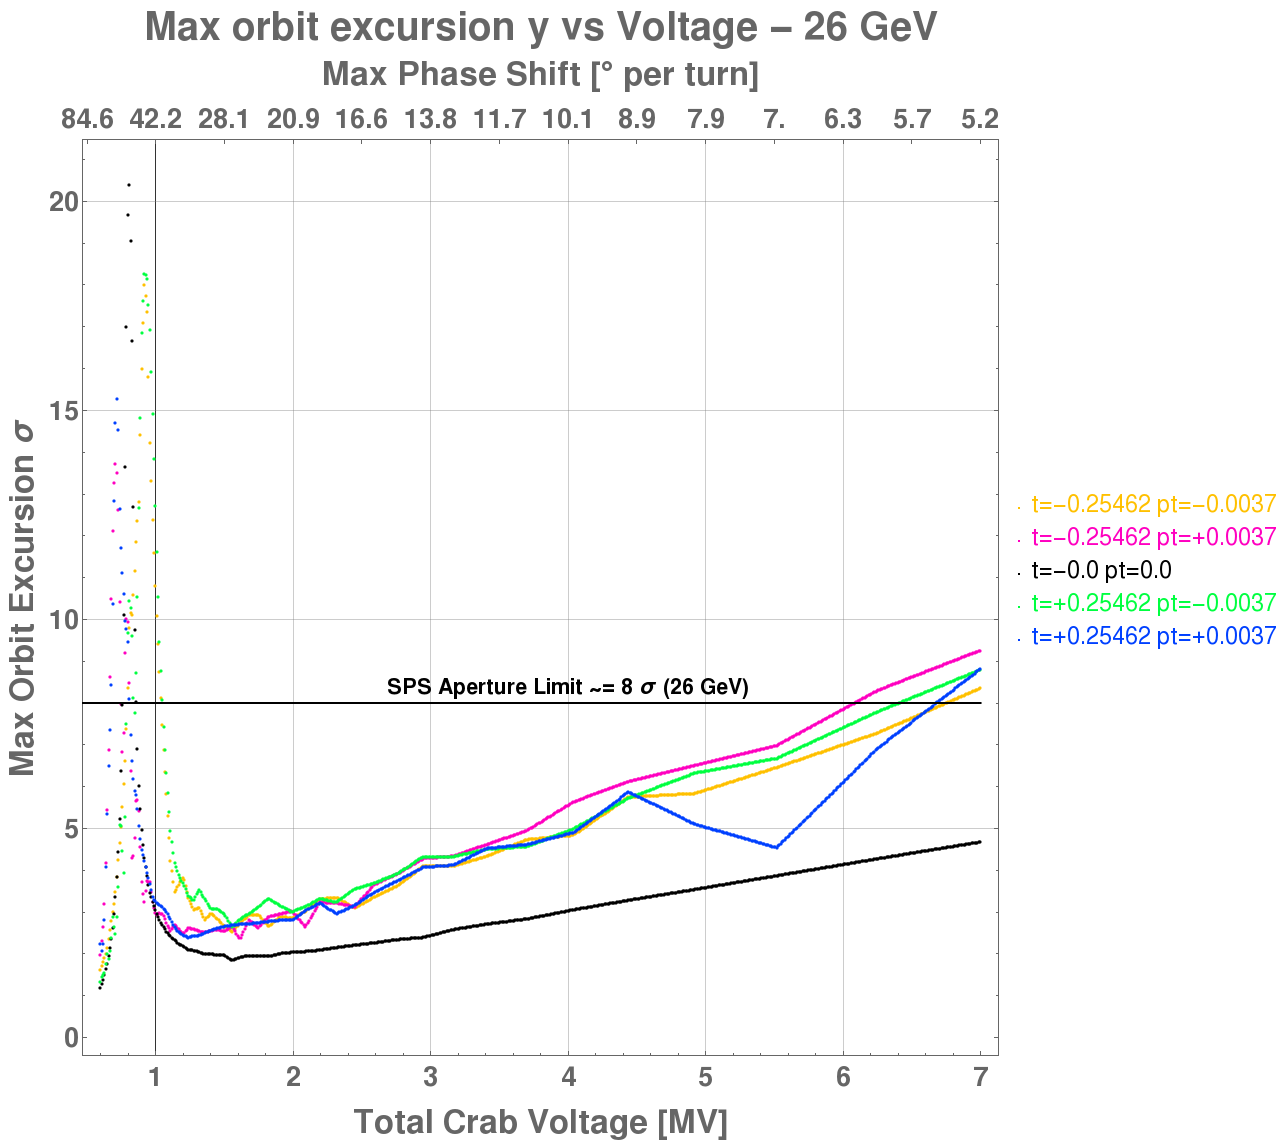 Max orbit excursion y vs Voltage − 26 GeV
Max Phase Shift [° per turn]
84.6 42.2 28.1 20.9 16.6 13.8 11.7 10.1 8.9 7.9 7. 6.3 5.7 5.2
20
15
10
5
0
Max Orbit Excursion σ
SPS Aperture Limit ~= 8 σ (26 GeV)
t=−0.25462 pt=−0.0037
t=−0.25462 pt=+0.0037
t=−0.0 pt=0.0
t=+0.25462 pt=−0.0037
t=+0.25462 pt=+0.0037
1 2 3 4 5 6 7
Total Crab Voltage [MV]